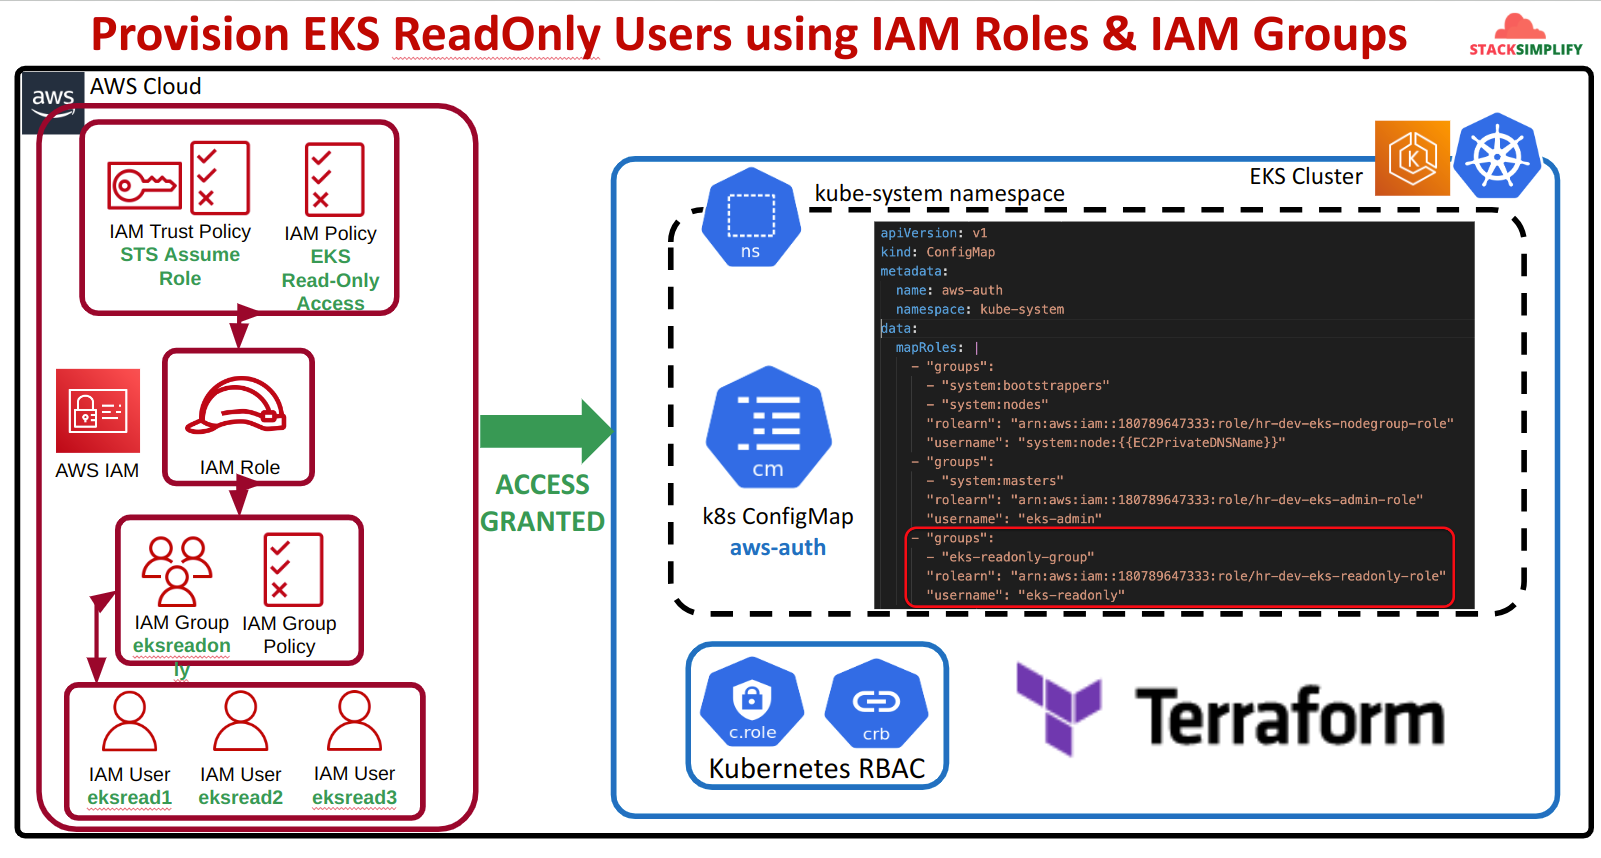 Provision EKS ReadOnly Users using IAM Roles & IAM Groups
STACKSIMPLIFY
aws
AWS Cloud
IAM Trust Policy
STS Assume
Role
IAM Policy
EKS
Read-Only
Access
AWS IAM
IAM Role
IAM Group
eksreadon
ly
IAM Group
Policy
IAM User
eksread1
IAM User
eksread2
IAM User
eksread3
ACCESS
GRANTED
EKS Cluster
K
ns
kube-system namespace
cm
k8s ConfigMap
aws-auth
apiVersion: v1
kind: ConfigMap
metadata:
  name: aws-auth
  namespace: kube-system
data:
  mapRoles: |
    - "groups":
      - "system:bootstrappers"
      - "system:nodes"
      "rolearn": "arn:aws:iam::180789647333:role/hr-dev-eks-nodegroup-role"
      "username": "system:node:{{EC2PrivateDNSName}}"
    - "groups":
      - "system:masters"
      "rolearn": "arn:aws:iam::180789647333:role/hr-dev-eks-admin-role"
      "username": "eks-admin"
    - "groups":
      - "eks-readonly-group"
      "rolearn": "arn:aws:iam::180789647333:role/hr-dev-eks-readonly-role"
      "username": "eks-readonly"
c.role
crb
Kubernetes RBAC
Terraform